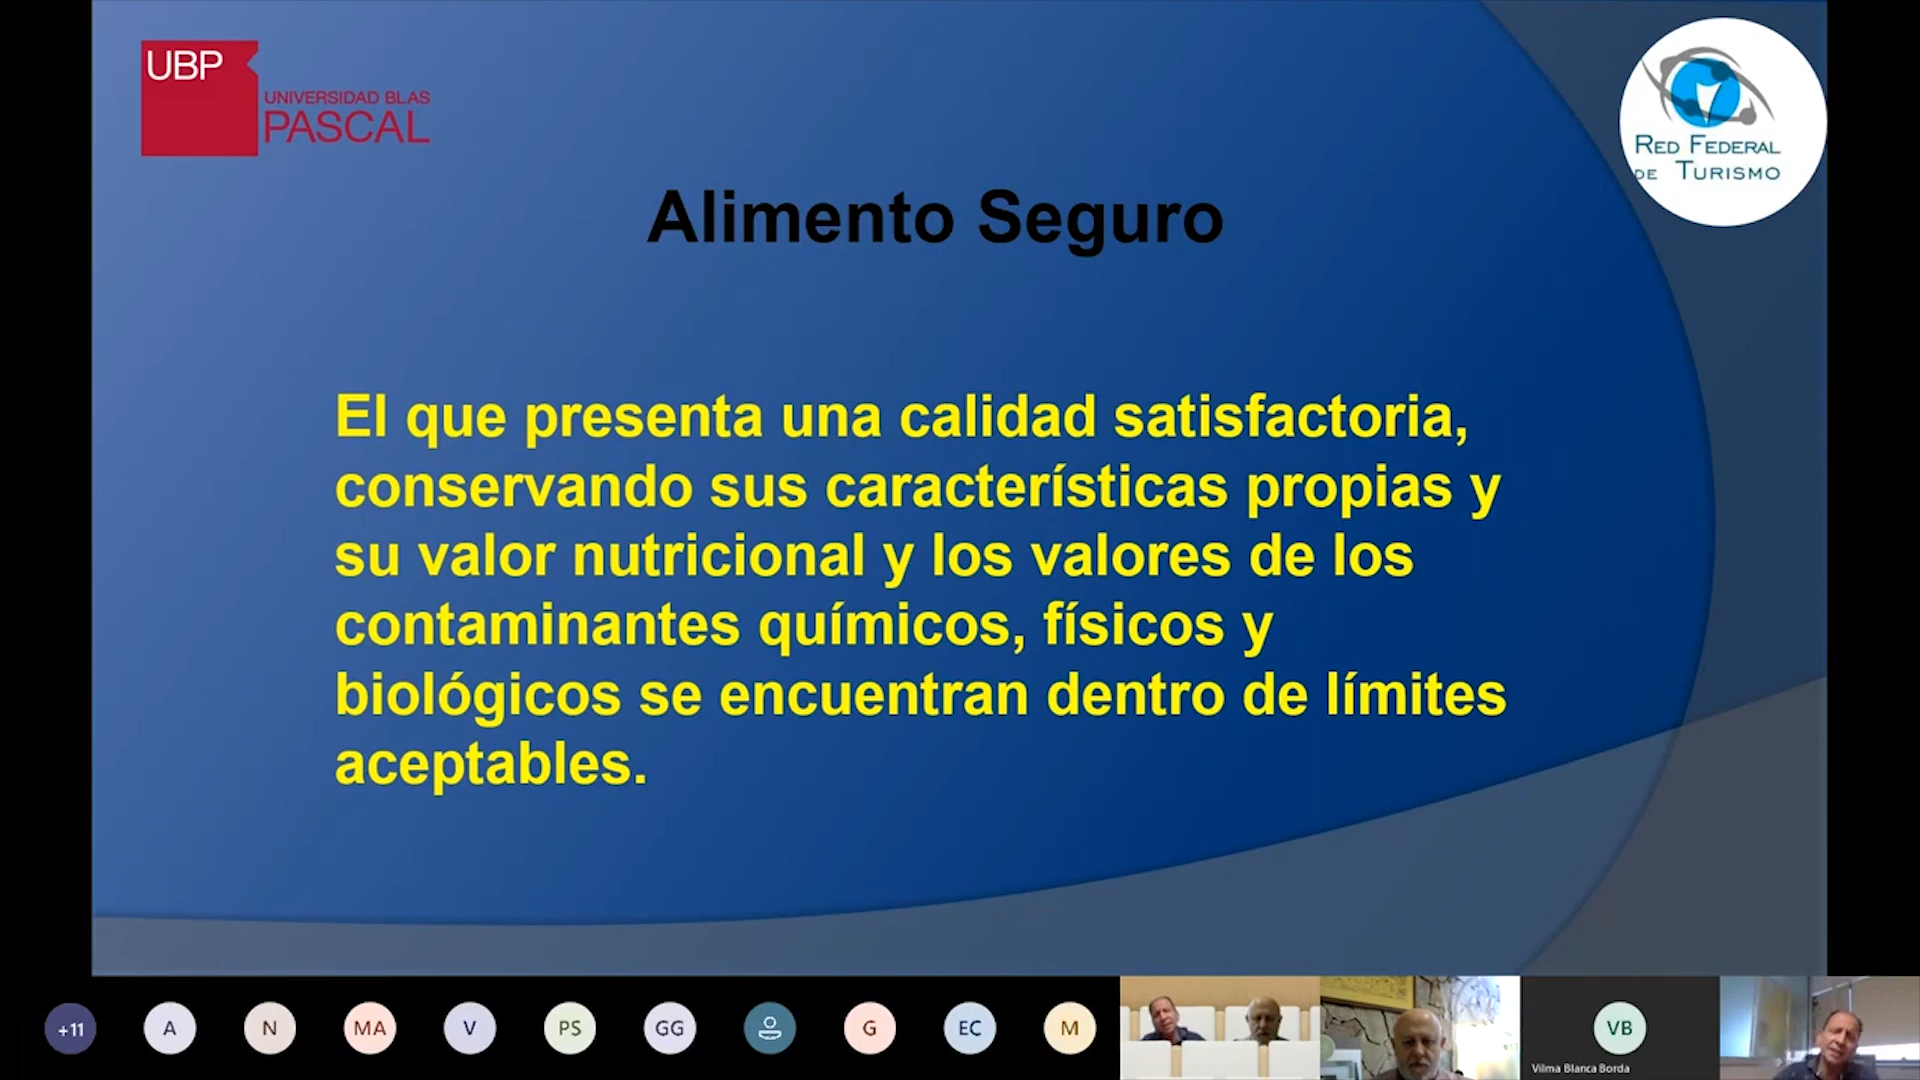 UBP
UNIVERSIDAD BLAS
PASCAL
RED FEDERAL
DE TURISMO
Alimento Seguro
El que presenta una calidad satisfactoria,
conservando sus características propias y
su valor nutricional y los valores de los
contaminantes químicos, físicos y
biológicos se encuentran dentro de límites
aceptables.
+11
A
N
MA
V
PS
GG
G
EC
M
VB
Vilma Blanca Borda